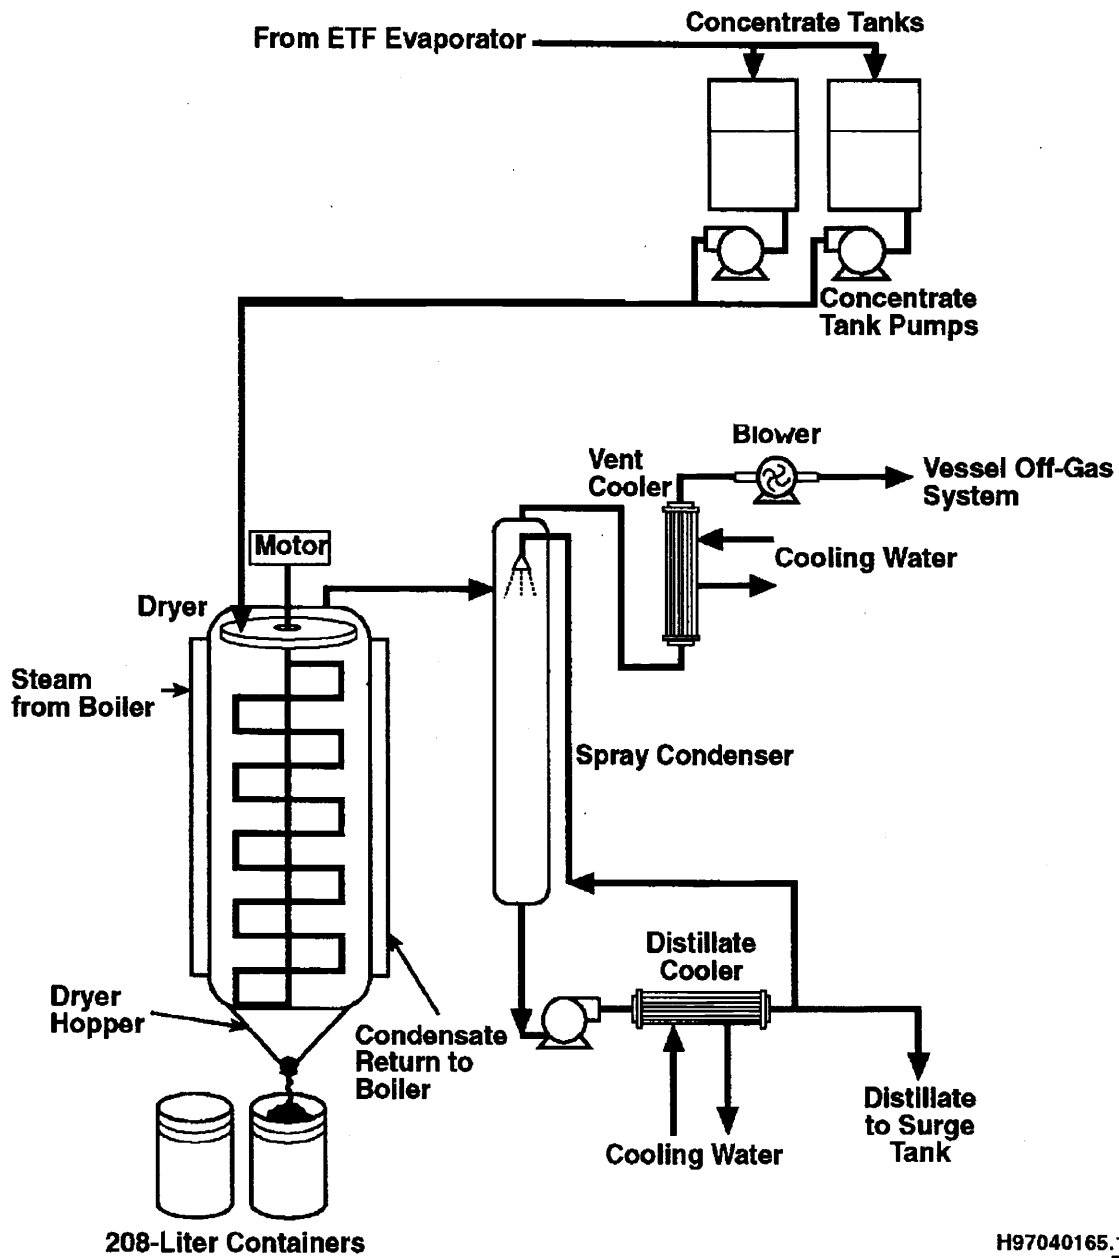 Concentrate Tanks
From ETF Evaporator
Concentrate
Tank Pumps
Blower
Vent
Cooler
Vessel Off-Gas
System
Motor
Cooling Water
Dryer
Steam
from Boiler
Spray Condenser
Distillate
Cooler
Dryer
Hopper
Condensate
Return to
Boiler
Distillate
to Surge
Tank
Cooling Water
208-Liter Containers
H97040165.